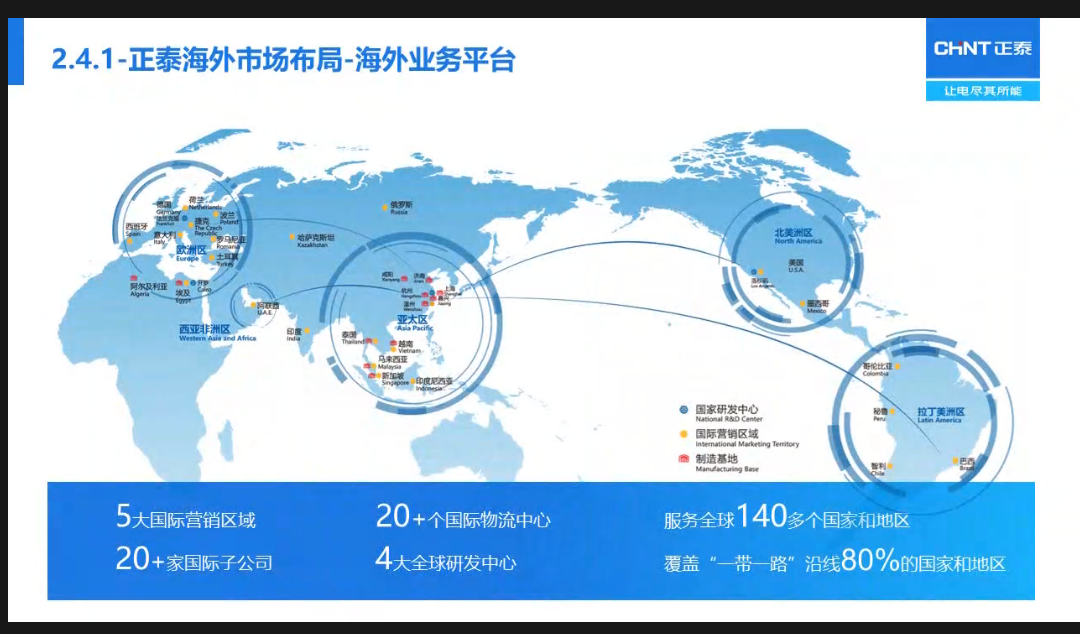 2.4.1-正泰海外市场布局-海外业务平台
CHNT 正泰
让电尽其所能
德国
Germany
荷兰
Netherlands
波兰
Poland
捷克
The Czech
Republic
西班牙
Spain
意大利
Italy
罗马尼亚
Romania
欧洲区
Europe
土耳其
Turkey
俄罗斯
Russia
哈萨克斯坦
Kazakhstan
阿尔及利亚
Algeria
埃及
Egypt
开罗
Cairo
阿联酋
U.A.E.
西亚非洲区
Western Asia and Africa
印度
India
咸阳
济南
杭州
上海
Shanghai
嘉兴
Jiaxing
温州
亚太区
Asia Pacific
泰国
Thailand
越南
Vietnam
马来西亚
Malaysia
新加坡
Singapore
印度尼西亚
Indonesia
北美洲区
North America
美国
U.S.A.
洛杉矶
Los Angeles
墨西哥
Mexico
哥伦比亚
Colombia
秘鲁
Peru
拉丁美洲区
Latin America
智利
Chile
巴西
Brazil
国家研发中心
National R&D Center
国际营销区域
International Marketing Territory
制造基地
Manufacturing Base
5大国际营销区域
20+个国际物流中心
服务全球140多个国家和地区
20+家国际子公司
4大全球研发中心
覆盖“一带一路”沿线80%的国家和地区